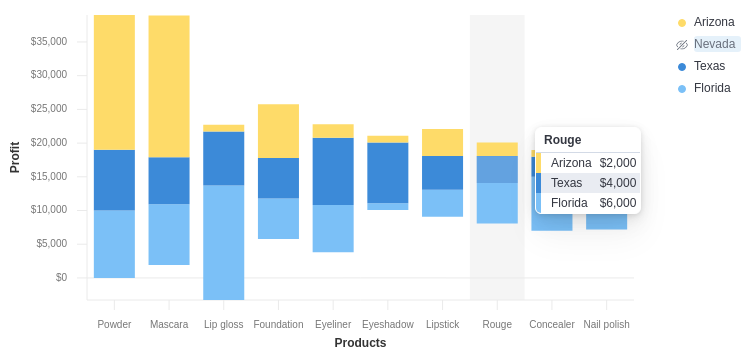 Arizona
Nevada
Texas
Florida
Profit
$35,000
$30,000
$25,000
$20,000
$15,000
$10,000
$5,000
$0
Rouge
Arizona $2,000
Texas $4,000
Florida $6,000
Powder Mascara Lip gloss Foundation Eyeliner Eyeshadow Lipstick Rouge Concealer Nail polish
Products